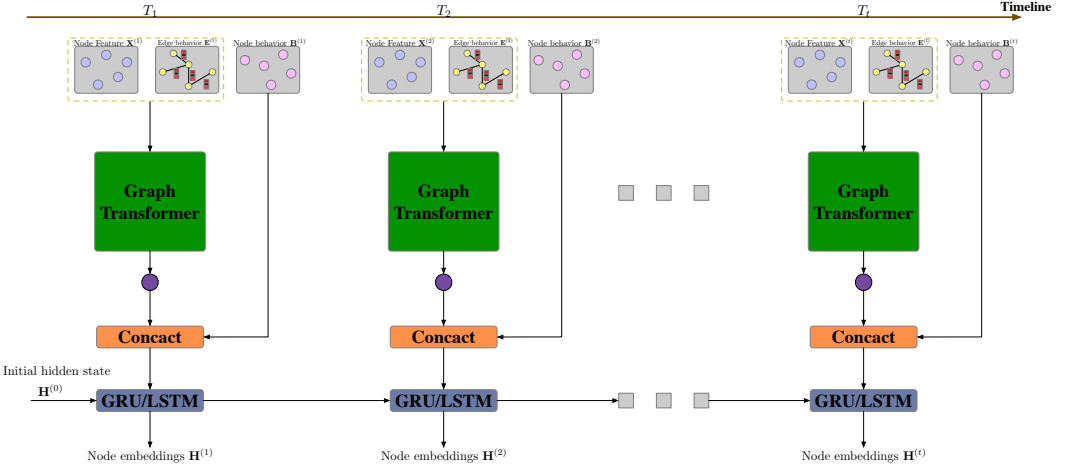 T₁ T₂ Tₜ Timeline
Node Feature X⁽¹⁾ Edge behavior E⁽¹⁾ Node behavior B⁽¹⁾ Node Feature X⁽²⁾ Edge behavior E⁽²⁾ Node behavior B⁽²⁾ Node Feature X⁽ᵗ⁾ Edge behavior E⁽ᵗ⁾ Node behavior B⁽ᵗ⁾
Graph
Transformer
Graph
Transformer
Graph
Transformer
Concact Concact Concact
Initial hidden state
H⁽⁰⁾
GRU/LSTM GRU/LSTM GRU/LSTM
Node embeddings H⁽¹⁾ Node embeddings H⁽²⁾ Node embeddings H⁽ᵗ⁾